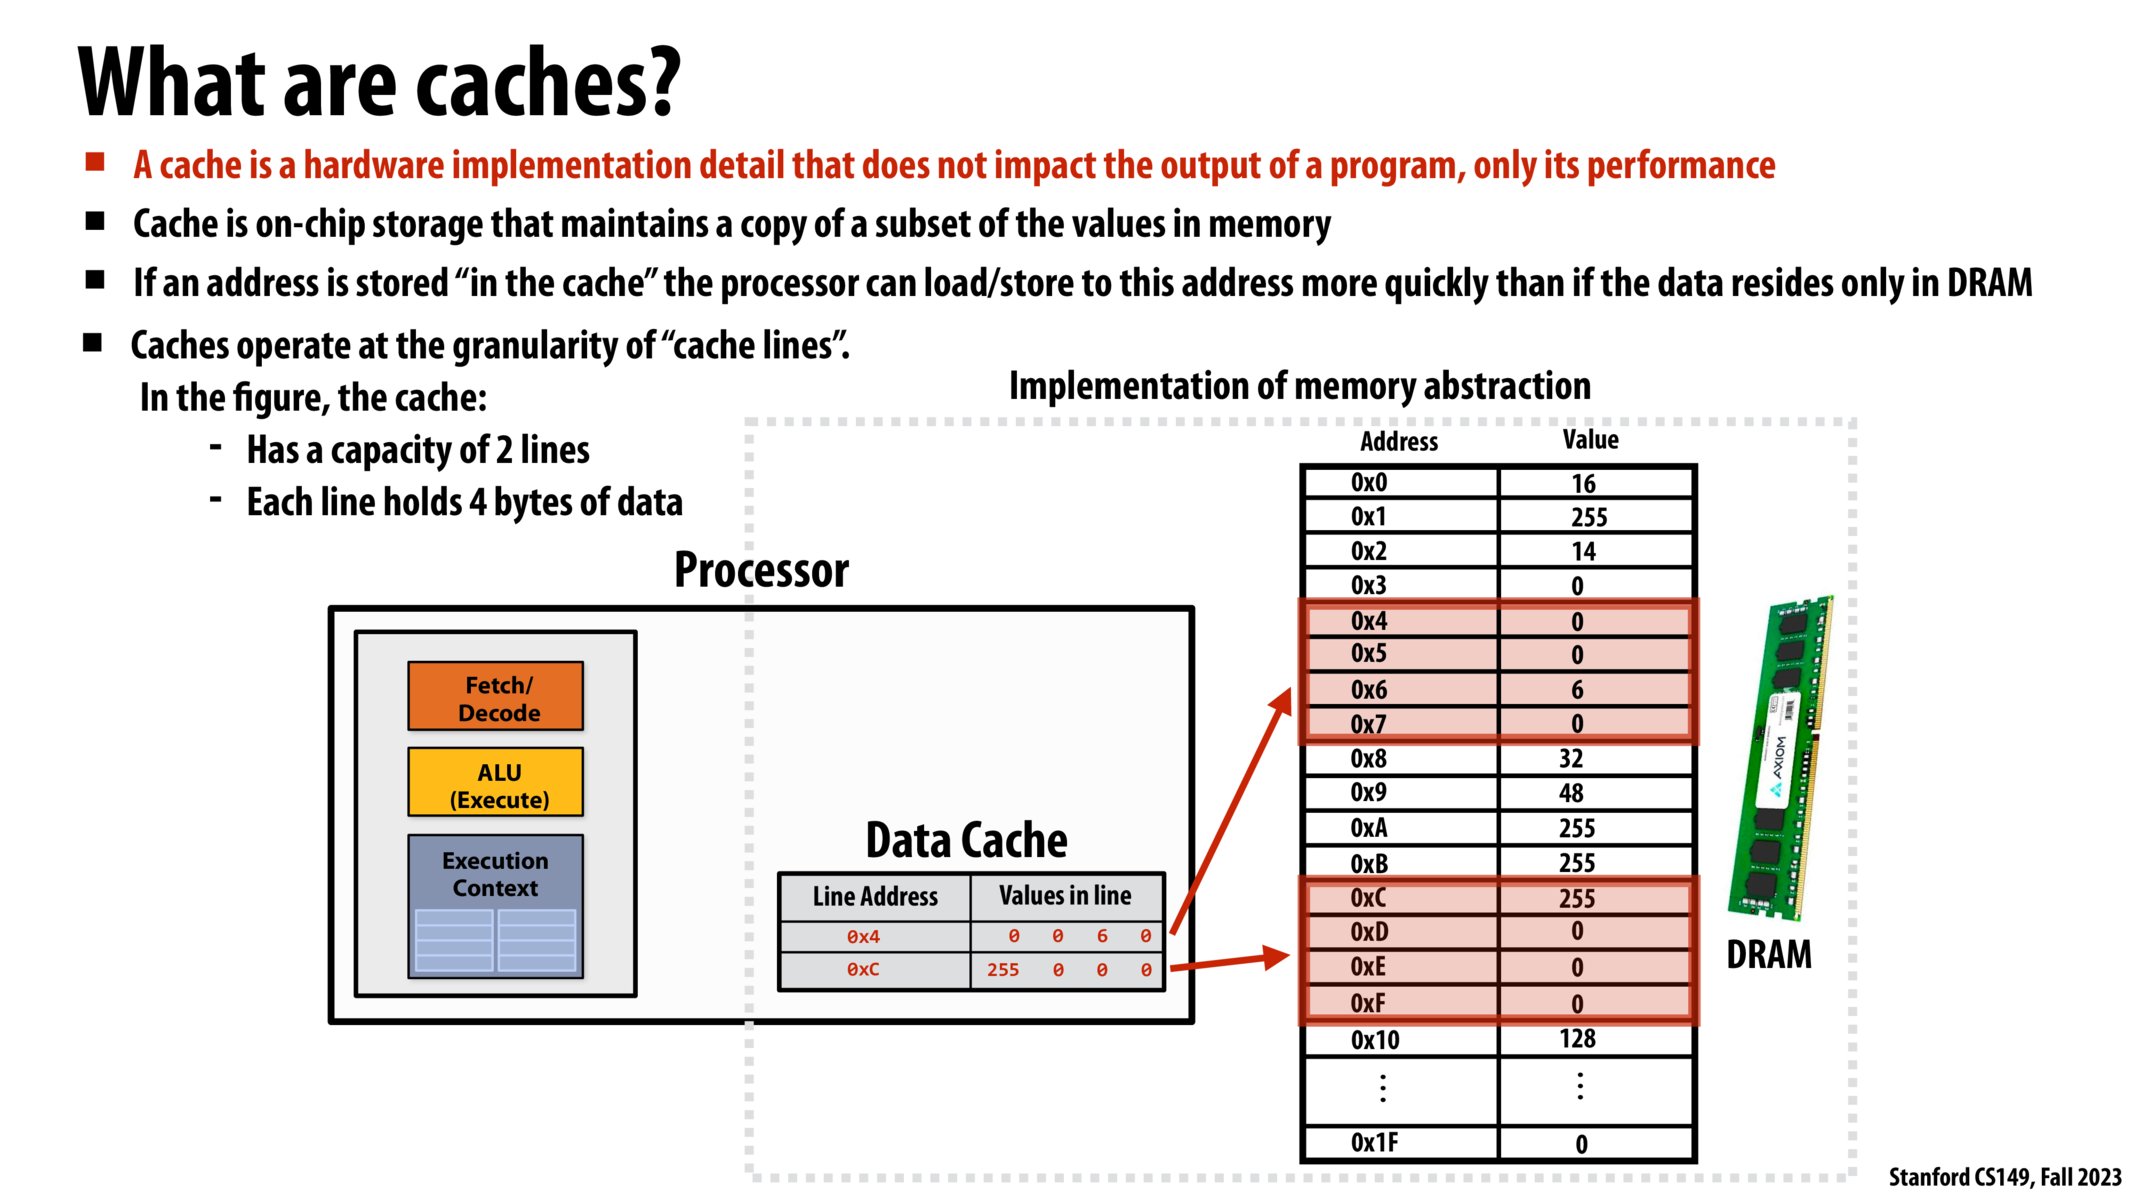 What are caches?
■ A cache is a hardware implementation detail that does not impact the output of a program, only its performance
■ Cache is on-chip storage that maintains a copy of a subset of the values in memory
■ If an address is stored “in the cache” the processor can load/store to this address more quickly than if the data resides only in DRAM
■ Caches operate at the granularity of “cache lines”.
In the figure, the cache:
- Has a capacity of 2 lines
- Each line holds 4 bytes of data
Implementation of memory abstraction
Processor
Fetch/
Decode
ALU
(Execute)
Execution
Context
Data Cache
Line Address Values in line
0x4 0 0 6 0
0xC 255 0 0 0
Address Value
0x0 16
0x1 255
0x2 14
0x3 0
0x4 0
0x5 0
0x6 6
0x7 0
0x8 32
0x9 48
0xA 255
0xB 255
0xC 255
0xD 0
0xE 0
0xF 0
0x10 128
⋮ ⋮
0x1F 0
AXIOM
DRAM
Stanford CS149, Fall 2023